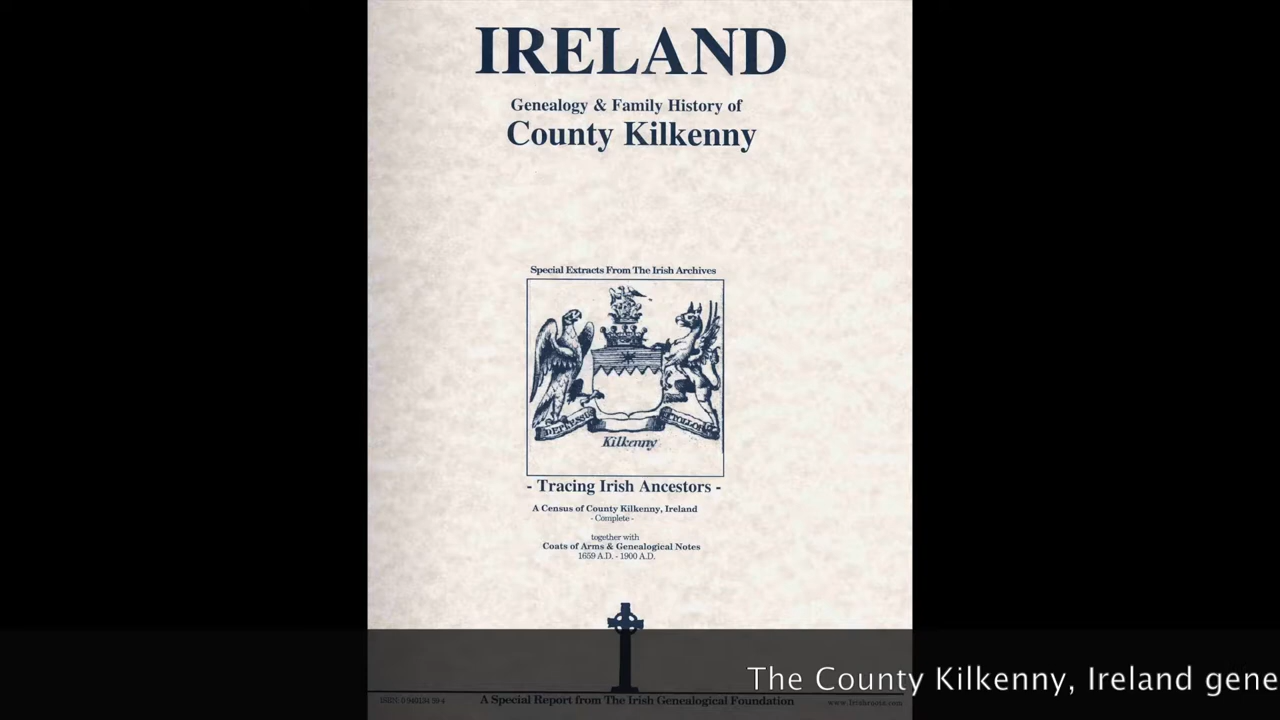 IRELAND
Genealogy & Family History of
County Kilkenny
Special Extracts From The Irish Archives
DEPRESSUS EXTOLLOR
Kilkenny
- Tracing Irish Ancestors -
A Census of County Kilkenny, Ireland
- Complete -
together with
Coats of Arms & Genealogical Notes
1659 A.D. - 1900 A.D.
The County Kilkenny, Ireland gene
A Special Report from The Irish Genealogical Foundation